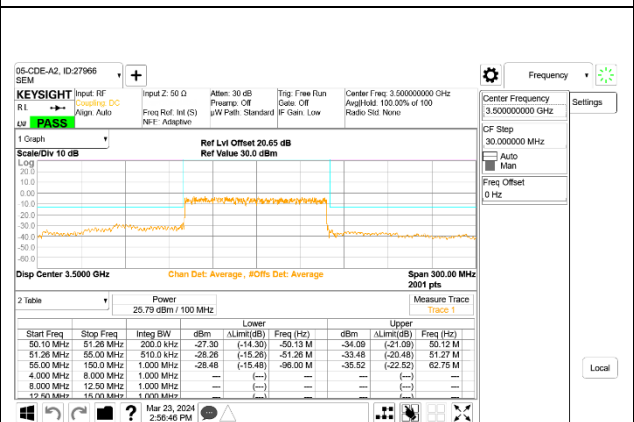 05-CDE-A2, ID:27966
SEM
Frequency
KEYSIGHT Input: RF Input Z: 50 Ω Atten: 30 dB Trig: Free Run Center Freq: 3.500000000 GHz
RL Coupling: DC Preamp: Off Gate: Off Avg|Hold: 100.00% of 100
Align: Auto Freq Ref: Int (S) µW Path: Standard IF Gain: Low Radio Std: None
PASS NFE: Adaptive
Center Frequency
3.500000000 GHz
Settings
CF Step
30.000000 MHz
Auto
Man
Freq Offset
0 Hz
1 Graph
Ref Lvl Offset 20.65 dB
Scale/Div 10 dB Ref Value 30.0 dBm
Log
20.0
10.0
0.00
-10.0
-20.0
-30.0
-40.0
-50.0
-60.0
Disp Center 3.5000 GHz Chan Det: Average , #Offs Det: Average Span 300.00 MHz
2001 pts
2 Table Power Measure Trace
25.79 dBm / 100 MHz Trace 1
Lower Upper
Start Freq Stop Freq Integ BW dBm ΔLimit(dB) Freq (Hz) dBm ΔLimit(dB) Freq (Hz)
50.10 MHz 51.26 MHz 200.0 kHz -27.30 (-14.30) -50.13 M -34.09 (-21.09) 50.12 M
51.26 MHz 55.00 MHz 510.0 kHz -28.26 (-15.26) -51.26 M -33.48 (-20.48) 51.27 M
55.00 MHz 150.0 MHz 1.000 MHz -28.48 (-15.48) -96.00 M -35.52 (-22.52) 62.75 M
4.000 MHz 8.000 MHz 1.000 MHz --- (---) --- --- (---) ---
8.000 MHz 12.50 MHz 1.000 MHz --- (---) --- --- (---) ---
12.50 MHz 15.00 MHz 1.000 MHz --- (---) --- --- (---) ---
Local
Mar 23, 2024
2:56:46 PM